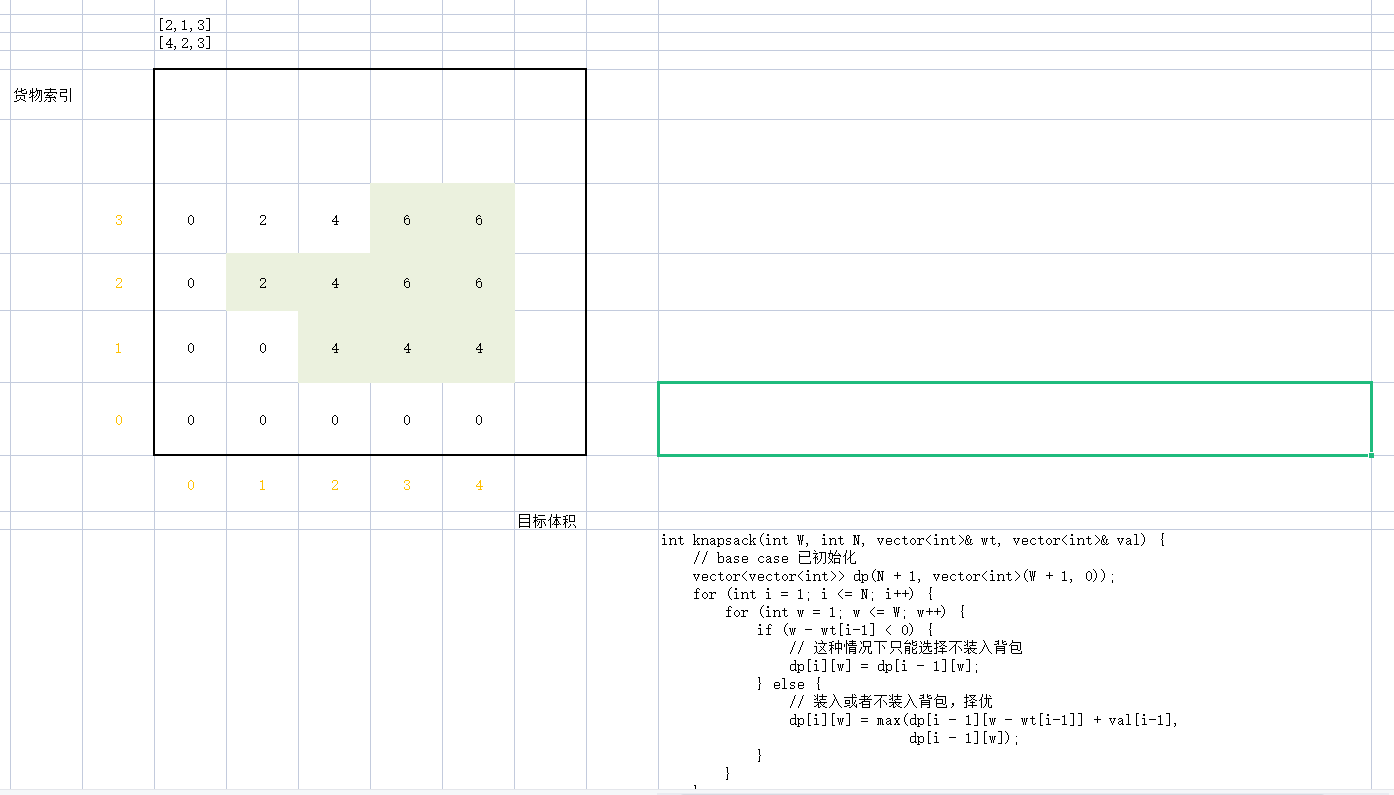 [2,1,3]
[4,2,3]
货物索引
3 0 2 4 6 6
2 0 2 4 6 6
1 0 0 4 4 4
0 0 0 0 0 0
0 1 2 3 4
目标体积
int knapsack(int W, int N, vector<int>& wt, vector<int>& val) {
    // base case 已初始化
    vector<vector<int>> dp(N + 1, vector<int>(W + 1, 0));
    for (int i = 1; i <= N; i++) {
        for (int w = 1; w <= W; w++) {
            if (w - wt[i-1] < 0) {
                // 这种情况下只能选择不装入背包
                dp[i][w] = dp[i - 1][w];
            } else {
                // 装入或者不装入背包，择优
                dp[i][w] = max(dp[i - 1][w - wt[i-1]] + val[i-1],
                               dp[i - 1][w]);
            }
        }